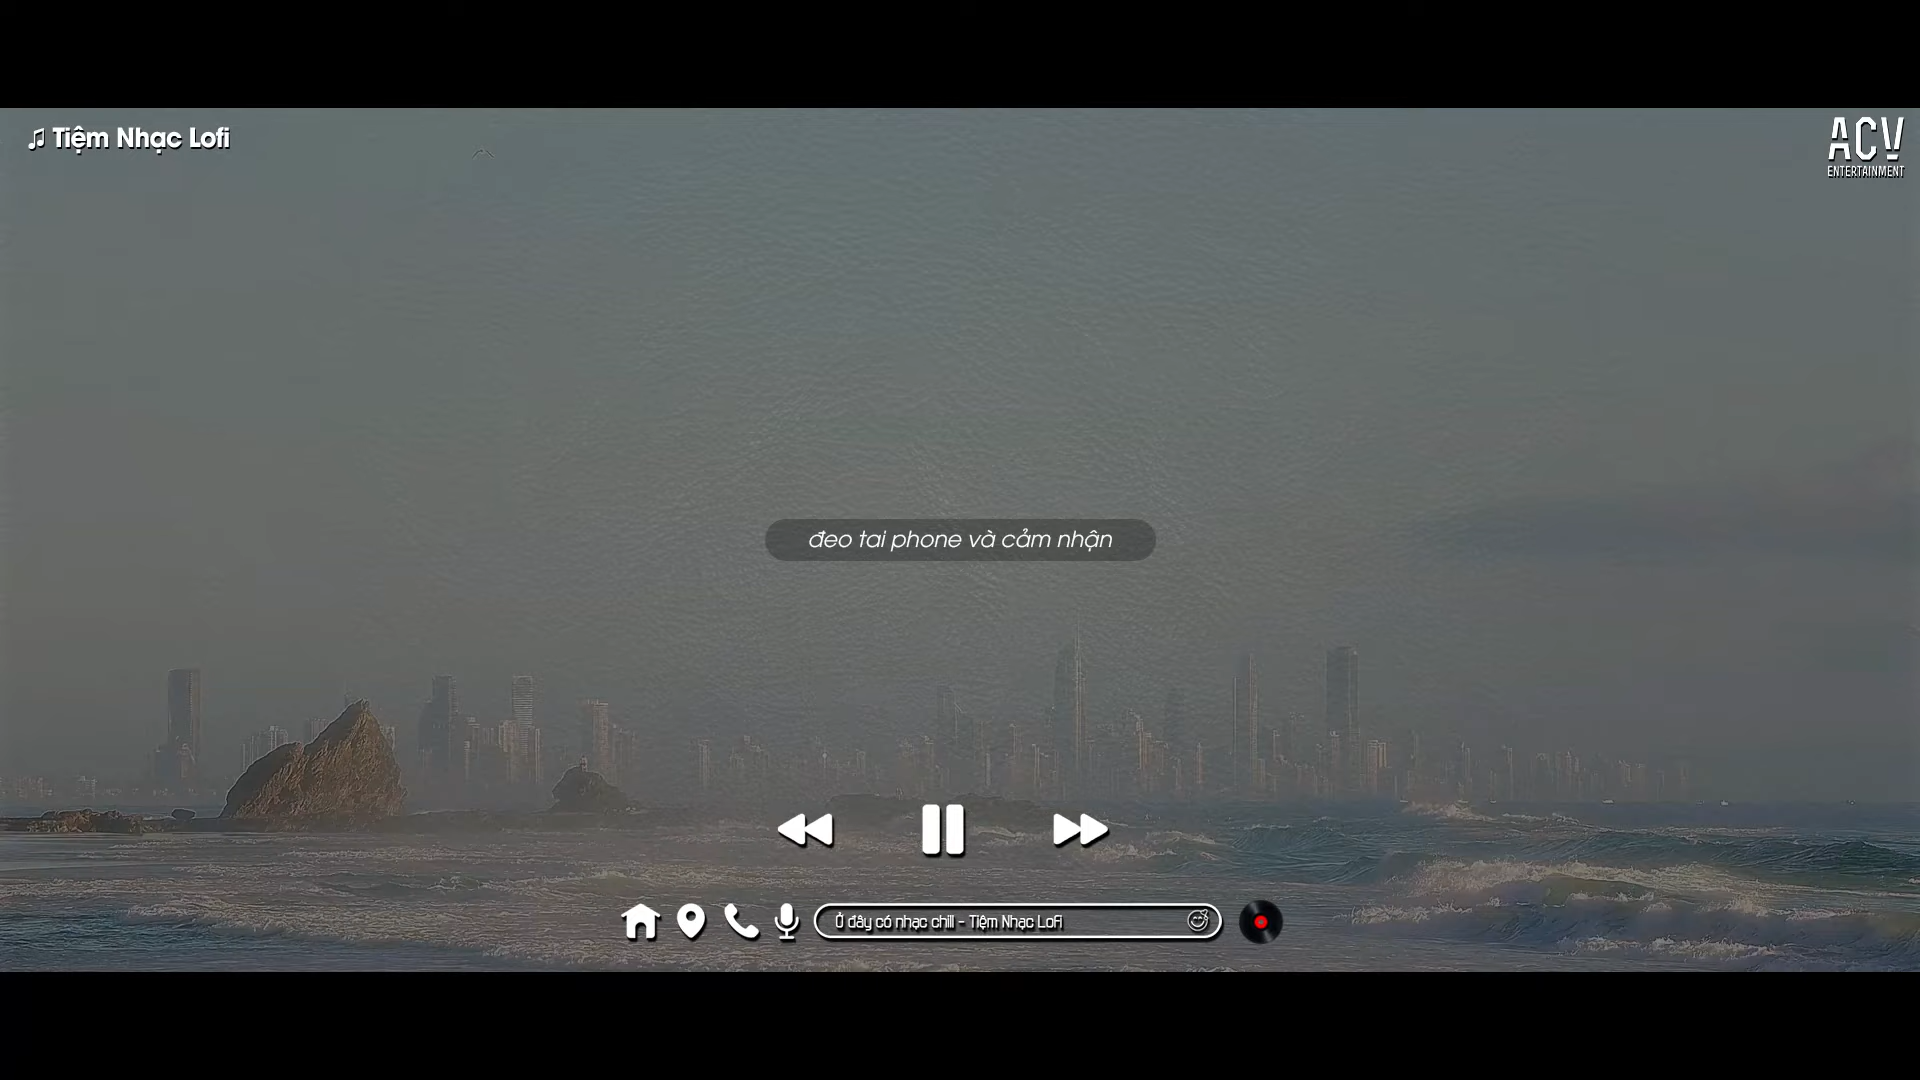 ♫ Tiệm Nhạc Lofi
ACV
ENTERTAINMENT
đeo tai phone và cảm nhận
Ở đây có nhạc chill - Tiệm Nhạc Lofi